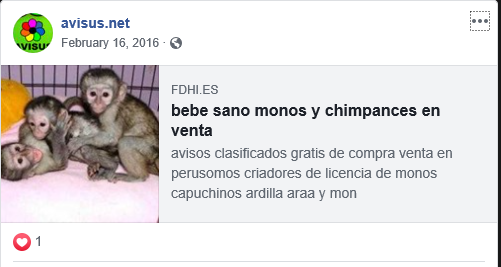 avisus.net
February 16, 2016 ·
AVISUS
FDHI.ES
bebe sano monos y chimpances en
venta
avisos clasificados gratis de compra venta en
perusomos criadores de licencia de monos
capuchinos ardilla araa y mon
1